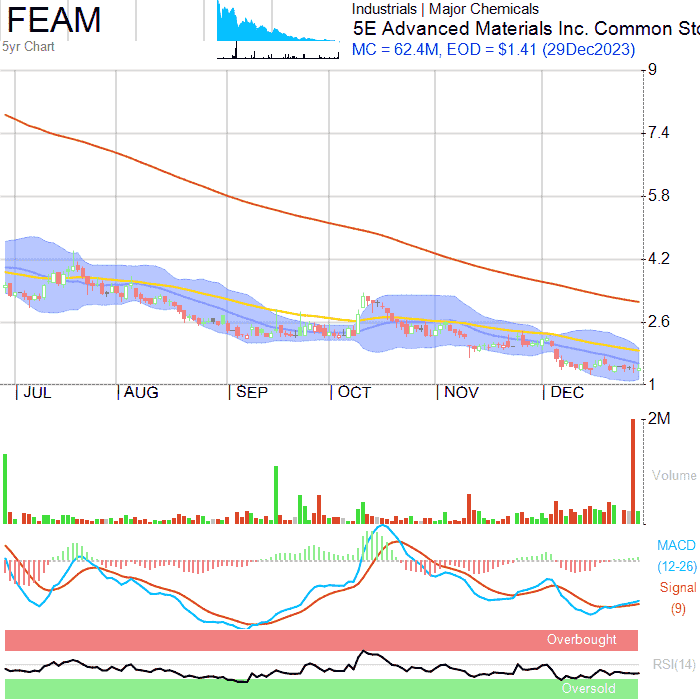 FEAM
5yr Chart
Industrials | Major Chemicals
5E Advanced Materials Inc. Common Sto
MC = 62.4M, EOD = $1.41 (29Dec2023)
9
7.4
5.8
4.2
2.6
1
JUL AUG SEP OCT NOV DEC
2M
Volume
MACD
(12-26)
Signal
(9)
Overbought
RSI(14)
Oversold